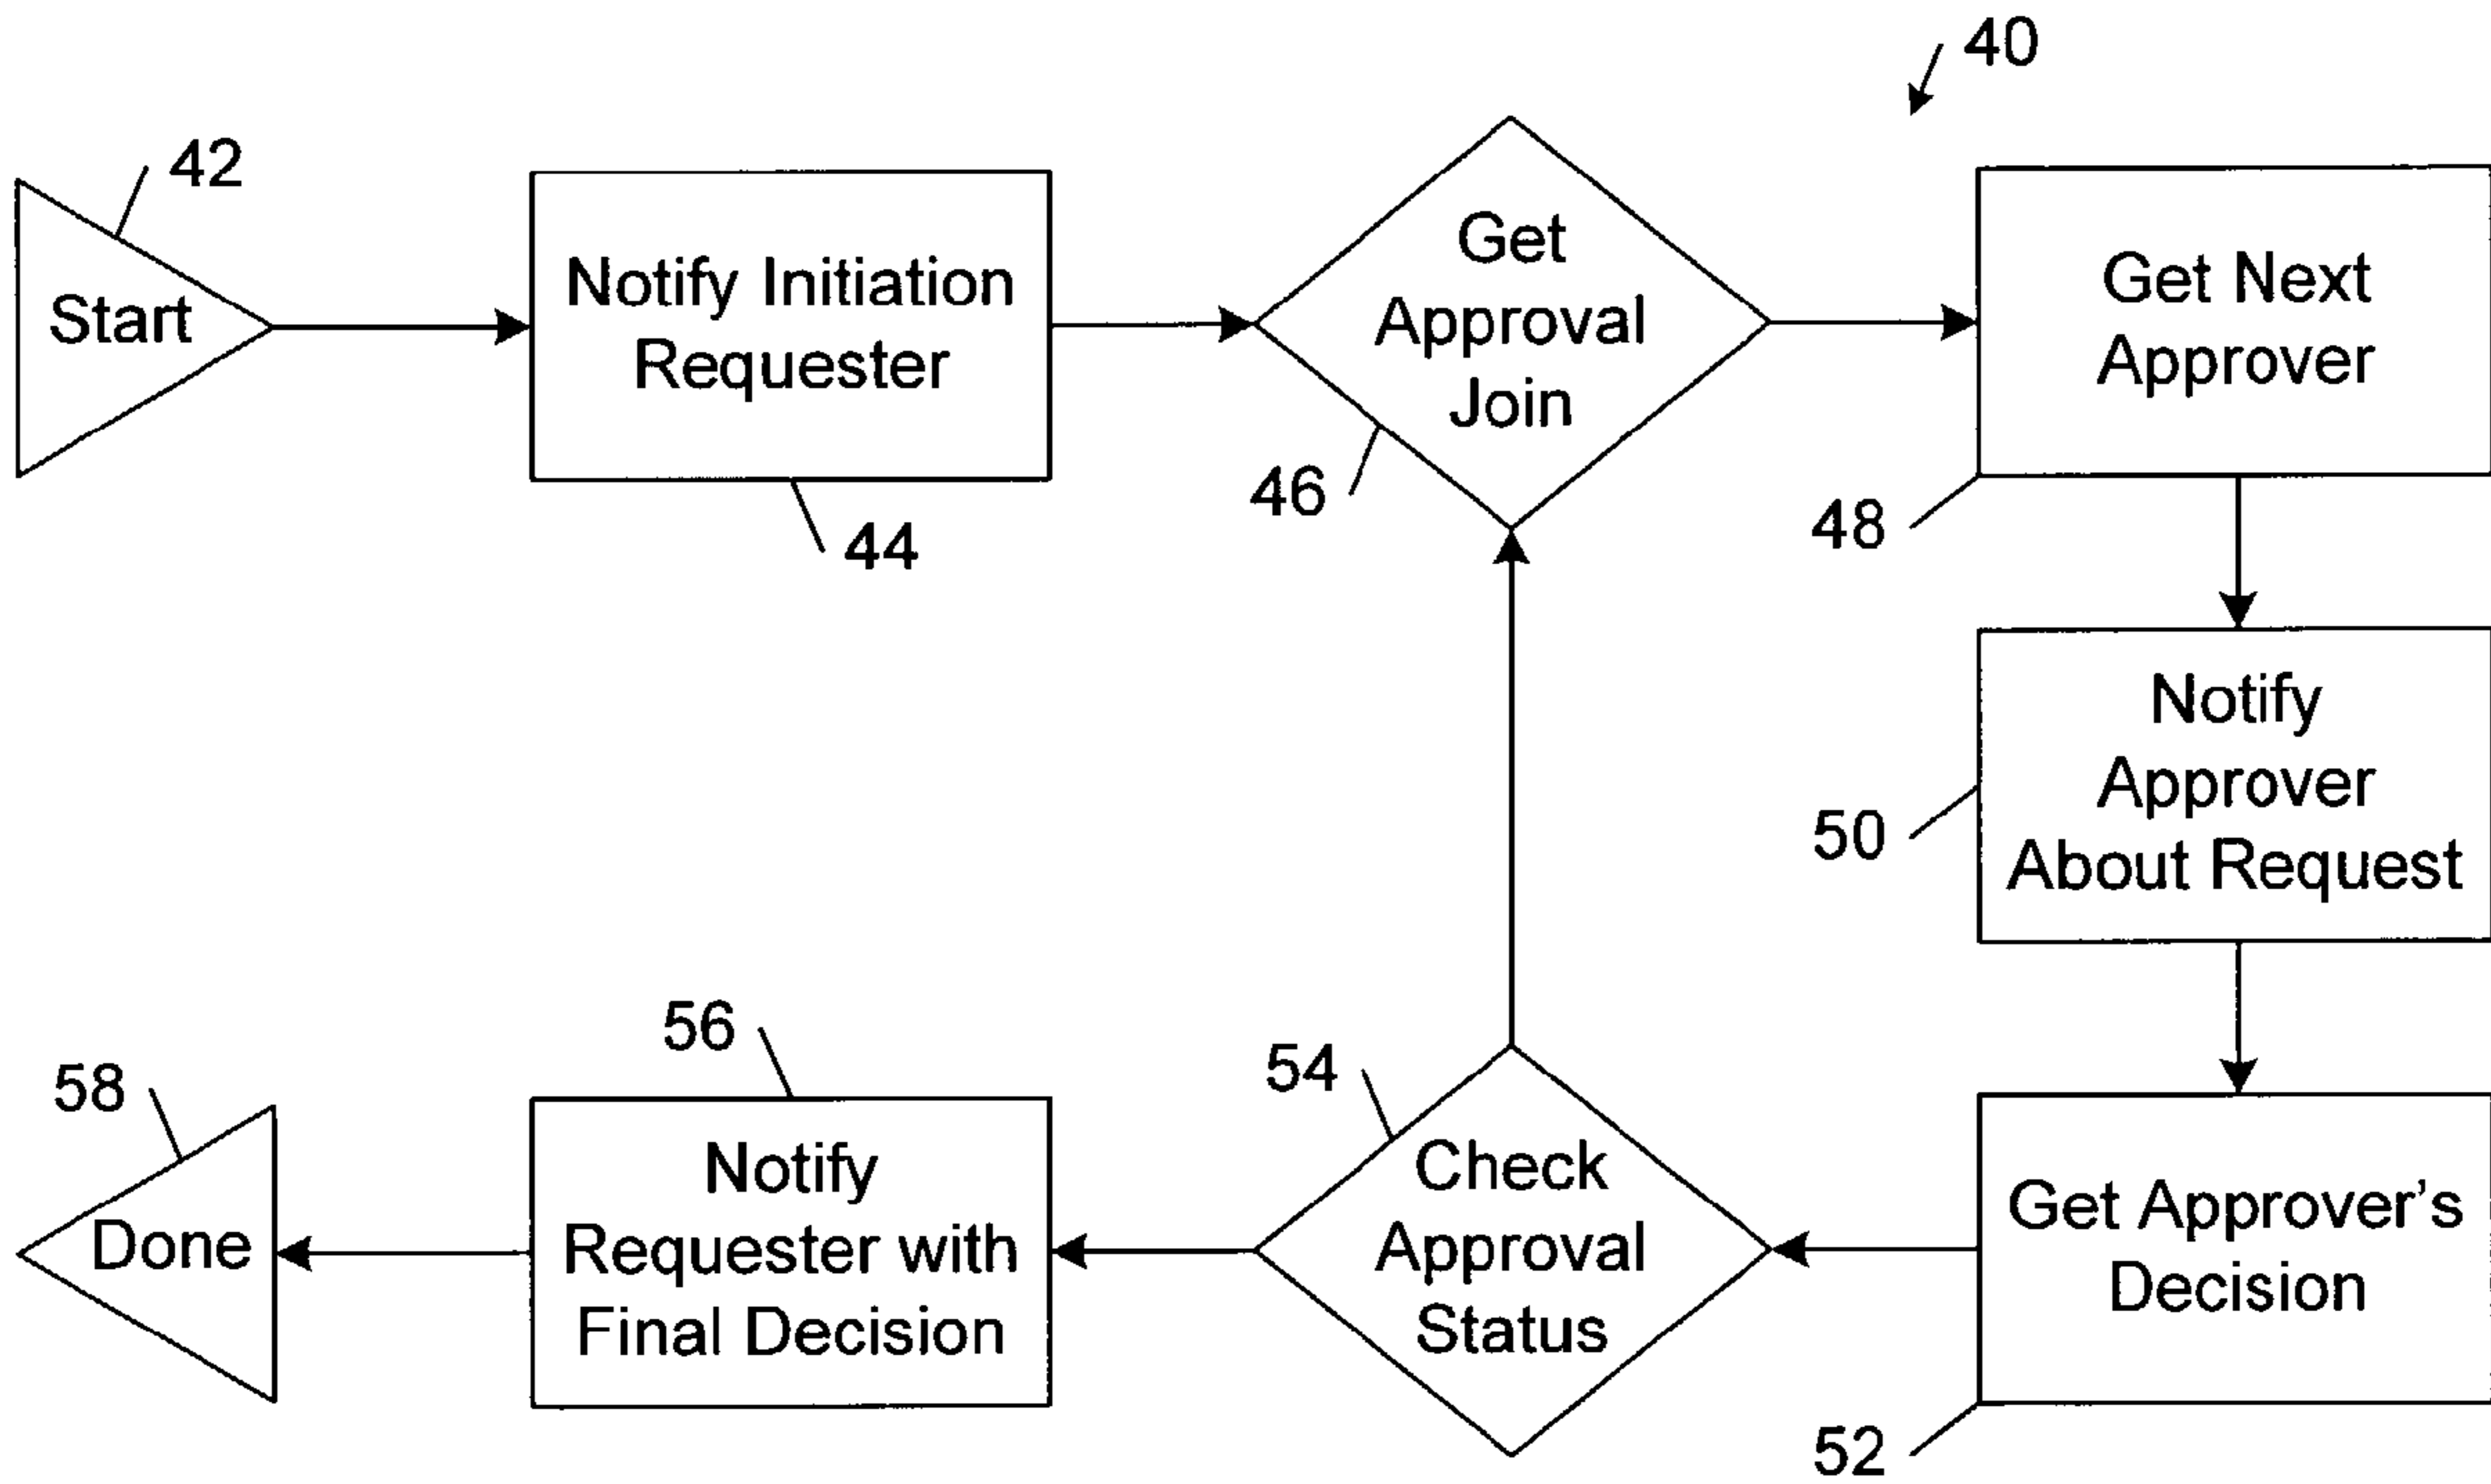 40
42
Start
Notify Initiation
Requester
44
Get
Approval
Join
46
Get Next
Approver
48
Notify
Approver
About Request
50
Get Approver's
Decision
52
Check
Approval
Status
54
56
Notify
Requester with
Final Decision
58
Done